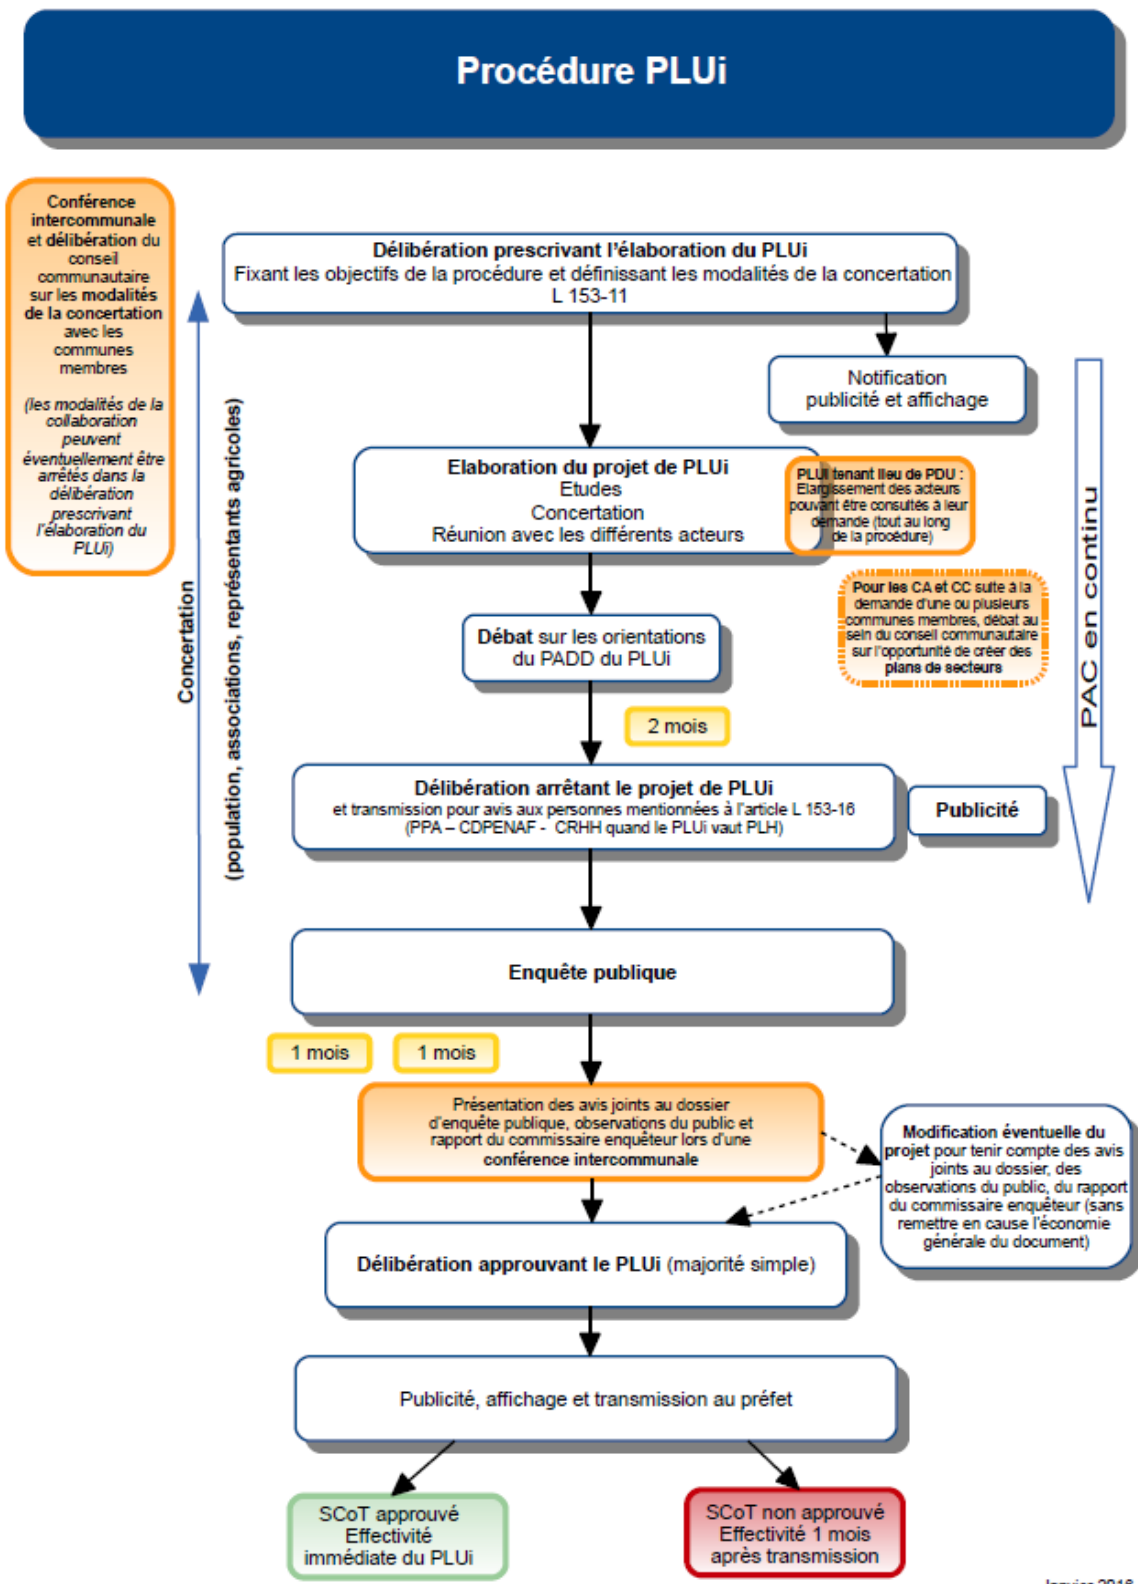 Procédure PLUi
Conférence
intercommunale
et délibération du
conseil
communautaire
sur les modalités
de la concertation
avec les
communes
membres
(les modalités de la
collaboration
peuvent
éventuellement être
arrêtés dans la
délibération
prescrivant
l'élaboration du
PLUi)
Délibération prescrivant l'élaboration du PLUi
Fixant les objectifs de la procédure et définissant les modalités de la concertation
L 153-11
Notification
publicité et affichage
Concertation
(population, associations, représentants agricoles)
Elaboration du projet de PLUi
Etudes
Concertation
Réunion avec les différents acteurs
PLUi tenant lieu de PDU :
Elargissement des acteurs
pouvant être consultés à leur
demande (tout au long
de la procédure)
Pour les CA et CC suite à la
demande d'une ou plusieurs
communes membres, débat au
sein du conseil communautaire
sur l'opportunité de créer des
plans de secteurs
PAC en continu
Débat sur les orientations
du PADD du PLUi
2 mois
Délibération arrêtant le projet de PLUi
et transmission pour avis aux personnes mentionnées à l'article L 153-16
(PPA – CDPENAF - CRHH quand le PLUi vaut PLH)
Publicité
Enquête publique
1 mois
1 mois
Présentation des avis joints au dossier
d'enquête publique, observations du public et
rapport du commissaire enquêteur lors d'une
conférence intercommunale
Modification éventuelle du
projet pour tenir compte des avis
joints au dossier, des
observations du public, du rapport
du commissaire enquêteur (sans
remettre en cause l'économie
générale du document)
Délibération approuvant le PLUi (majorité simple)
Publicité, affichage et transmission au préfet
SCoT approuvé
Effectivité
immédiate du PLUi
SCoT non approuvé
Effectivité 1 mois
après transmission